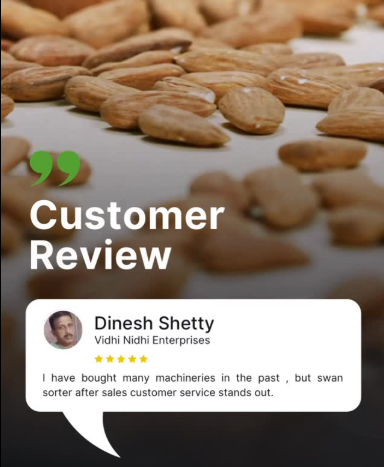 Customer
Review
Dinesh Shetty
Vidhi Nidhi Enterprises
I have bought many machineries in the past , but swan
sorter after sales customer service stands out.